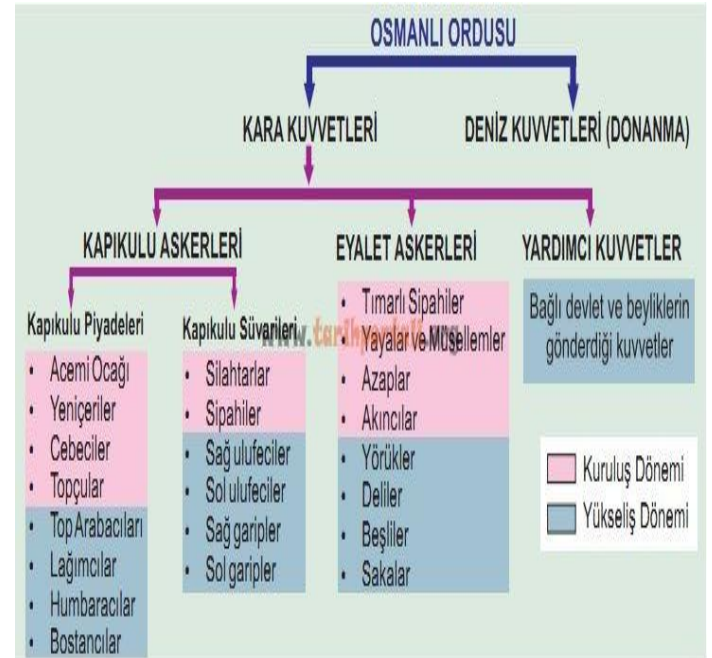 OSMANLI ORDUSU
KARA KUVVETLERİ
DENİZ KUVVETLERİ (DONANMA)
KAPIKULU ASKERLERİ
EYALET ASKERLERİ
YARDIMCI KUVVETLER
Kapıkulu Piyadeleri
• Acemi Ocağı
• Yeniçeriler
• Cebeciler
• Topçular
• Top Arabacıları
• Lağımcılar
• Humbaracılar
• Bostancılar
Kapıkulu Süvarileri
• Silahtarlar
• Sipahiler
• Sağ ulufeciler
• Sol ulufeciler
• Sağ garipler
• Sol garipler
• Tımarlı Sipahiler
• Yayalar ve Müsellemler
• Azaplar
• Akıncılar
• Yörükler
• Deliler
• Beşliler
• Sakalar
Bağlı devlet ve beyliklerin
gönderdiği kuvvetler
Kuruluş Dönemi
Yükseliş Dönemi